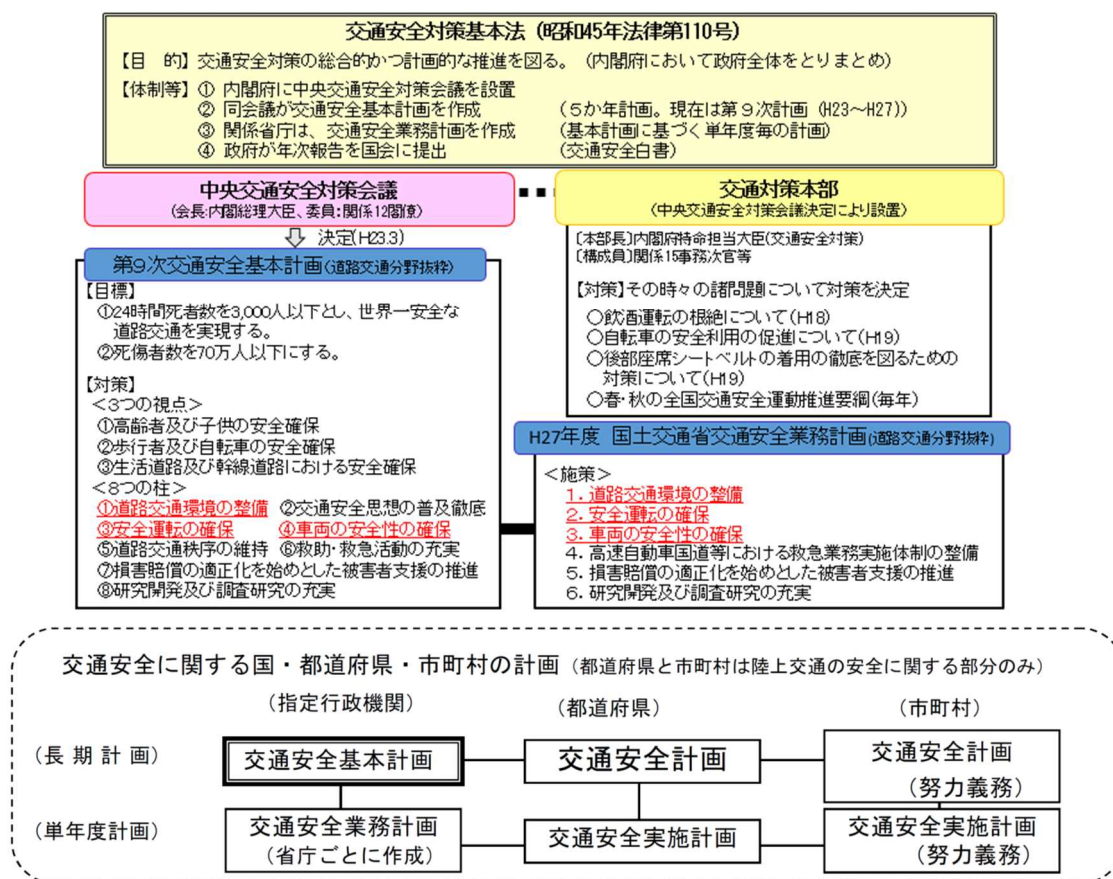 交通安全対策基本法（昭和45年法律第110号）
【目　的】交通安全対策の総合的かつ計画的な推進を図る。（内閣府において政府全体をとりまとめ）
【体制等】① 内閣府に中央交通安全対策会議を設置
② 同会議が交通安全基本計画を作成　（５か年計画。現在は第９次計画（H23～H27））
③ 関係省庁は、交通安全業務計画を作成　（基本計画に基づく単年度毎の計画）
④ 政府が年次報告を国会に提出　（交通安全白書）
中央交通安全対策会議
（会長:内閣総理大臣、委員：関係12閣僚）
決定(H23.3)
第９次交通安全基本計画(道路交通分野抜粋)
【目標】
①24時間死者数を3,000人以下とし、世界一安全な
道路交通を実現する。
②死傷者数を70万人以下にする。
【対策】
＜３つの視点＞
①高齢者及び子供の安全確保
②歩行者及び自転車の安全確保
③生活道路及び幹線道路における安全確保
＜８つの柱＞
①道路交通環境の整備 ②交通安全思想の普及徹底
③安全運転の確保　④車両の安全性の確保
⑤道路交通秩序の維持 ⑥救助・救急活動の充実
⑦損害賠償の適正化を始めとした被害者支援の推進
⑧研究開発及び調査研究の充実
交通対策本部
（中央交通安全対策会議決定により設置）
〔本部長〕内閣府特命担当大臣(交通安全対策)
〔構成員〕関係15事務次官等
【対策】その時々の諸問題について対策を決定
○飲酒運転の根絶について(H18)
○自転車の安全利用の促進について(H19)
○後部座席シートベルトの着用の徹底を図るための
対策について(H19)
○春・秋の全国交通安全運動推進要綱(毎年)
H27年度　国土交通省交通安全業務計画(道路交通分野抜粋)
＜施策＞
1. 道路交通環境の整備
2. 安全運転の確保
3. 車両の安全性の確保
4. 高速自動車国道等における救急業務実施体制の整備
5. 損害賠償の適正化を始めとした被害者支援の推進
6. 研究開発及び調査研究の充実
交通安全に関する国・都道府県・市町村の計画（都道府県と市町村は陸上交通の安全に関する部分のみ）
（指定行政機関）　（都道府県）　（市町村）
（長 期 計 画）　交通安全基本計画　交通安全計画　交通安全計画
（努力義務）
（単年度計画）　交通安全業務計画　交通安全実施計画　交通安全実施計画
（省庁ごとに作成）　（努力義務）